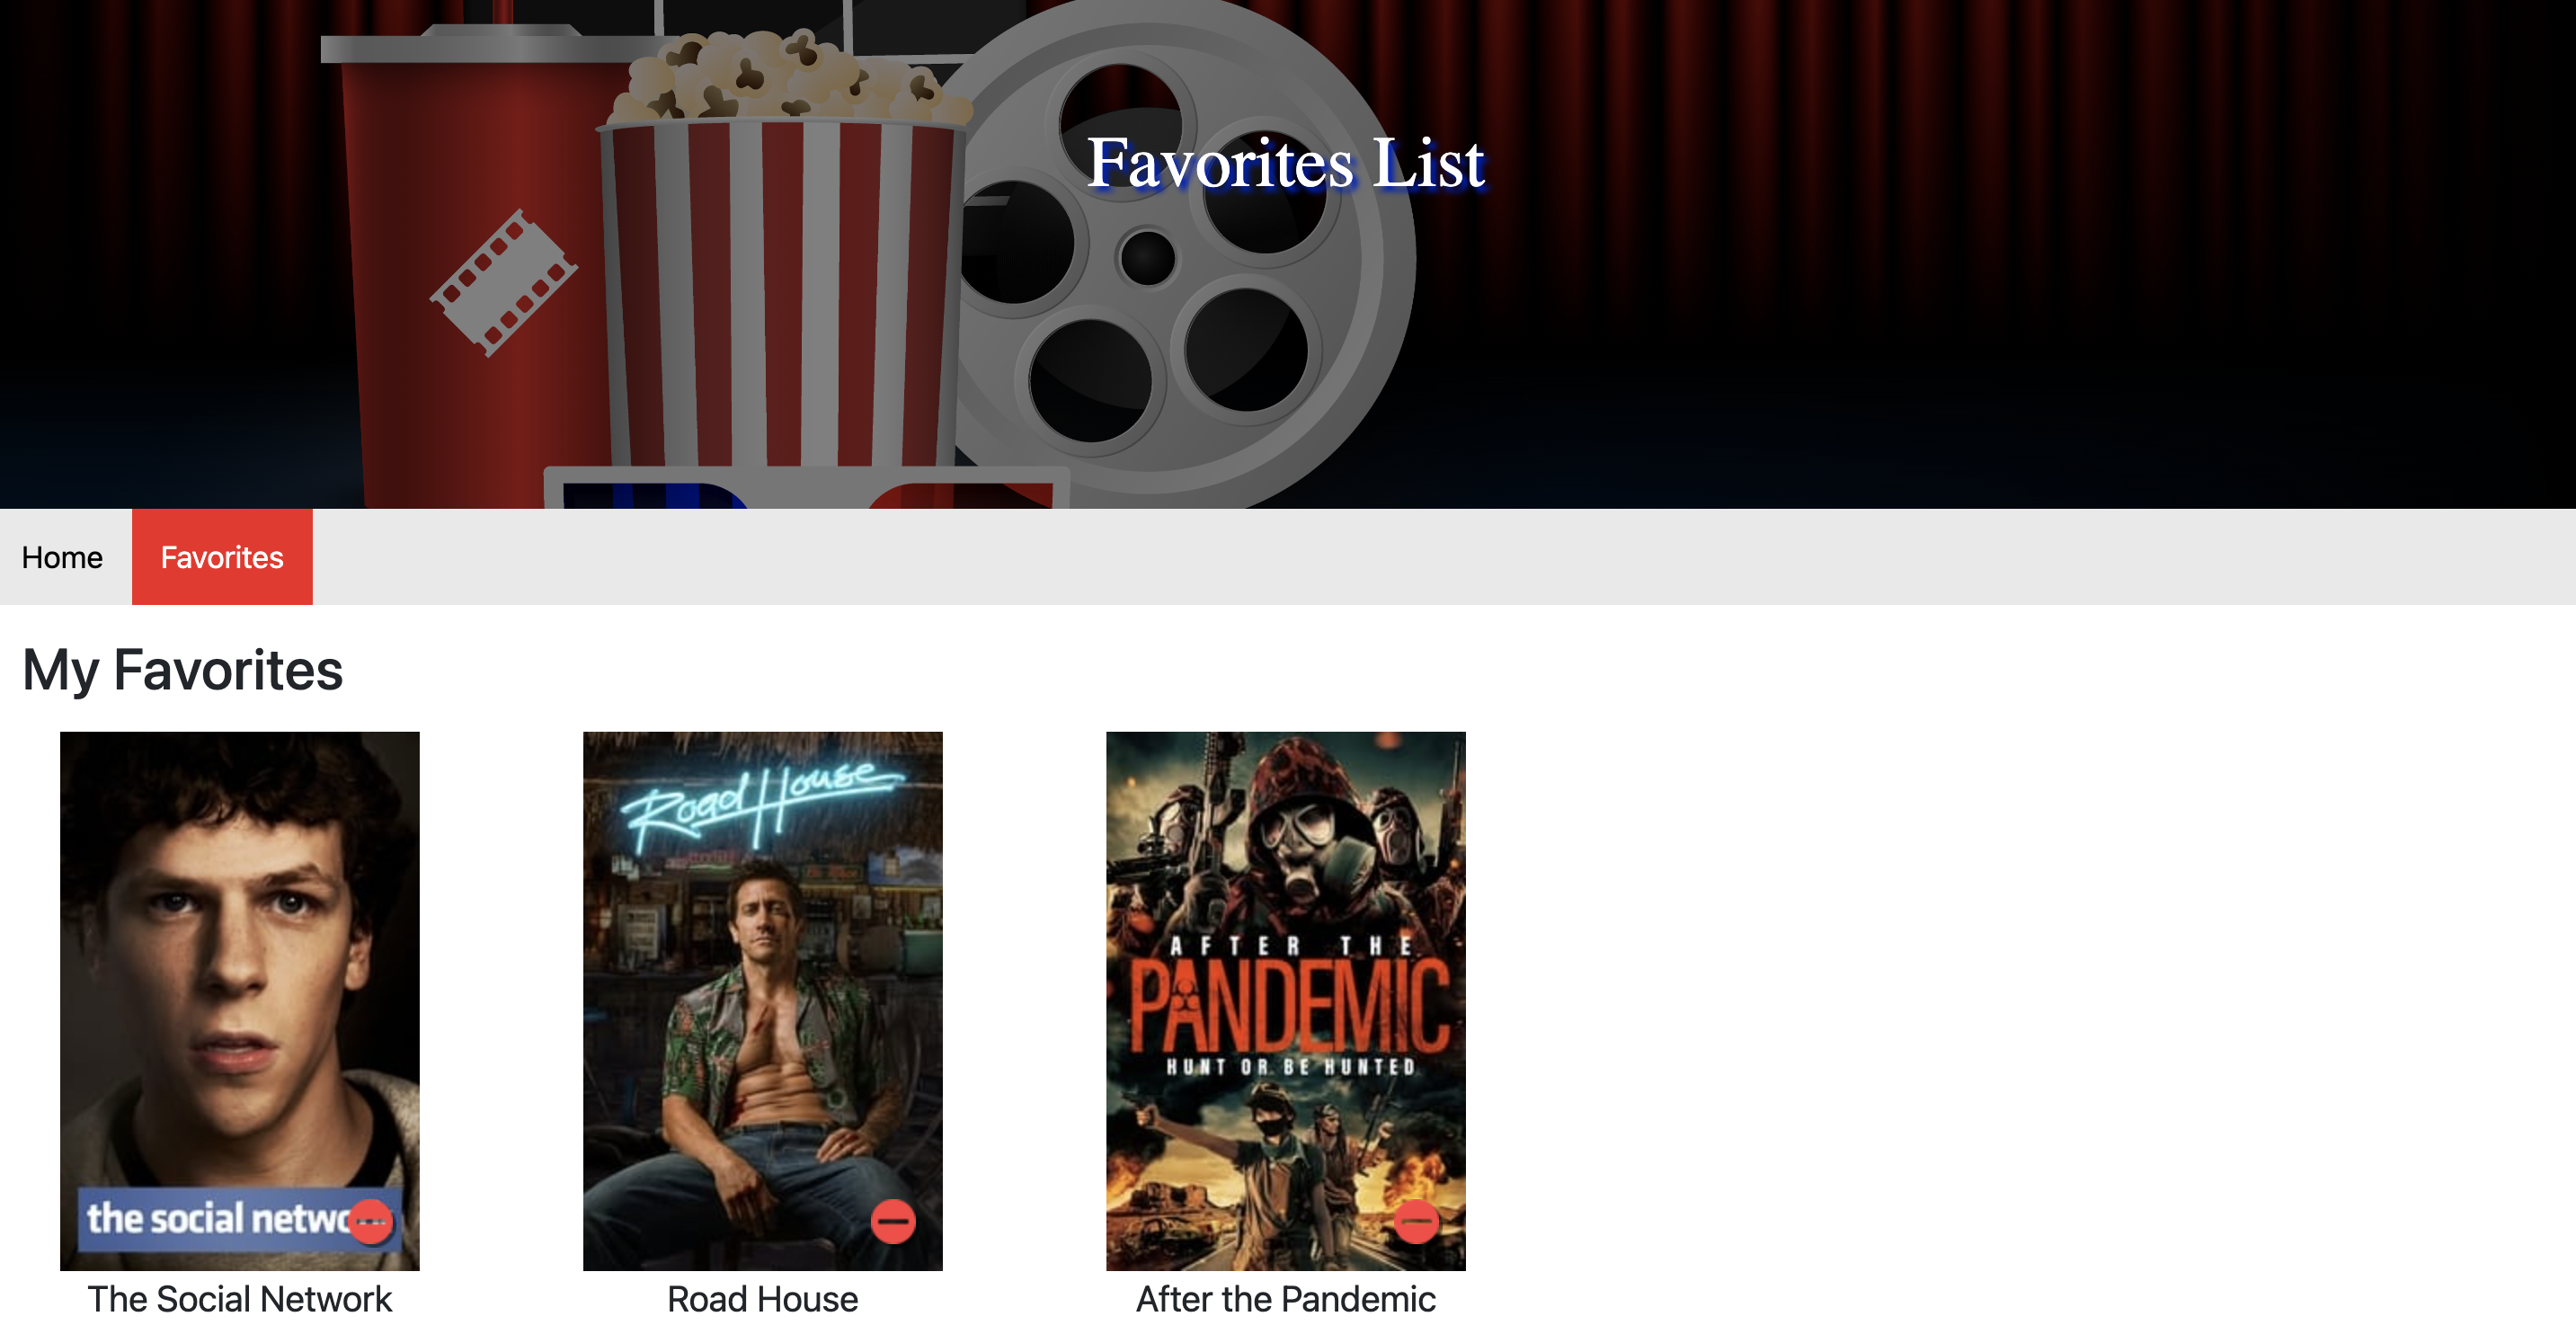 Favorites List
Home
Favorites
My Favorites
Road House
AFTER THE
PANDEMIC
HUNT OR BE HUNTED
the social netwo
The Social Network
Road House
After the Pandemic